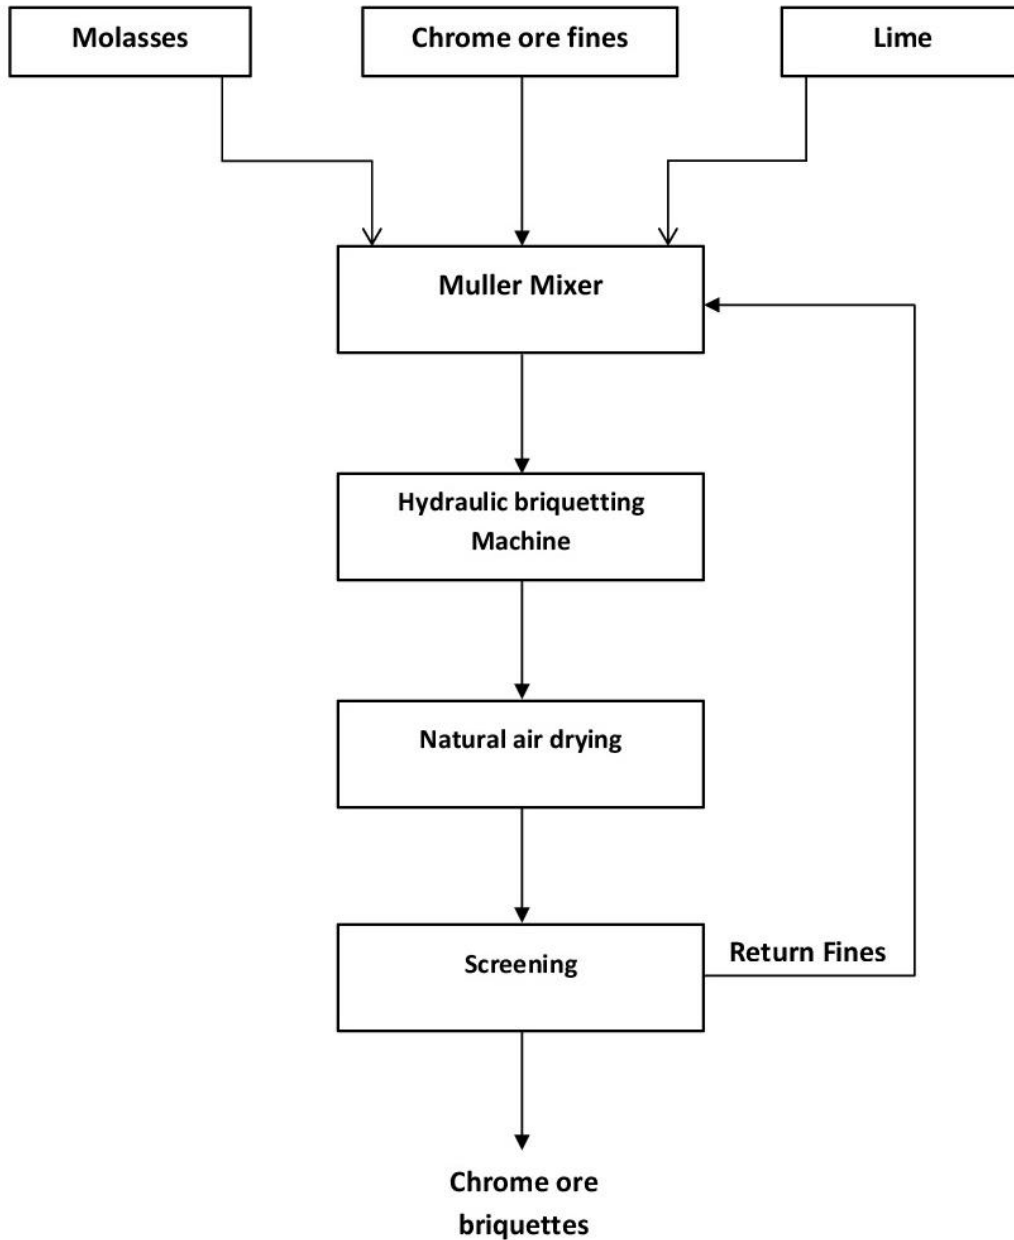 Molasses
Chrome ore fines
Lime
Muller Mixer
Hydraulic briquetting
Machine
Natural air drying
Screening
Return Fines
Chrome ore
briquettes